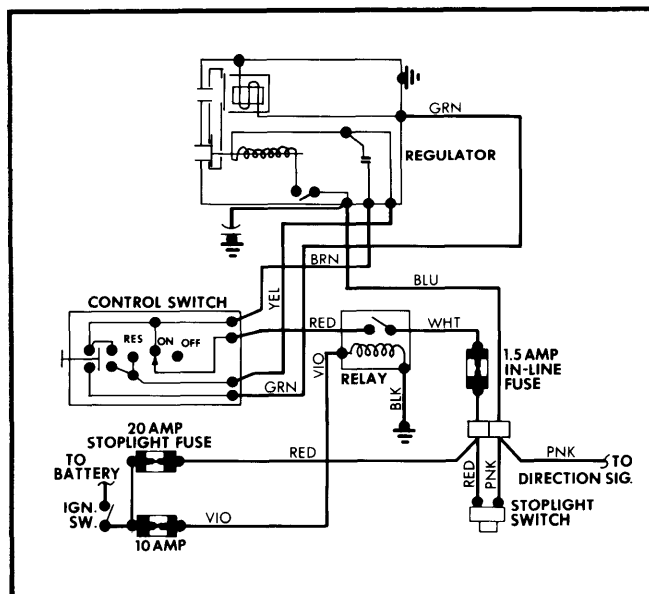 GRN
REGULATOR
BRN
YEL
BLU
CONTROL SWITCH
RES
ON
OFF
RED
WHT
VIO
RELAY
BLK
1.5 AMP
IN-LINE
FUSE
GRN
20 AMP
STOPLIGHT FUSE
TO
BATTERY
RED
PNK
TO
DIRECTION SIG.
RED
PNK
IGN.
SW.
10 AMP
VIO
STOPLIGHT
SWITCH